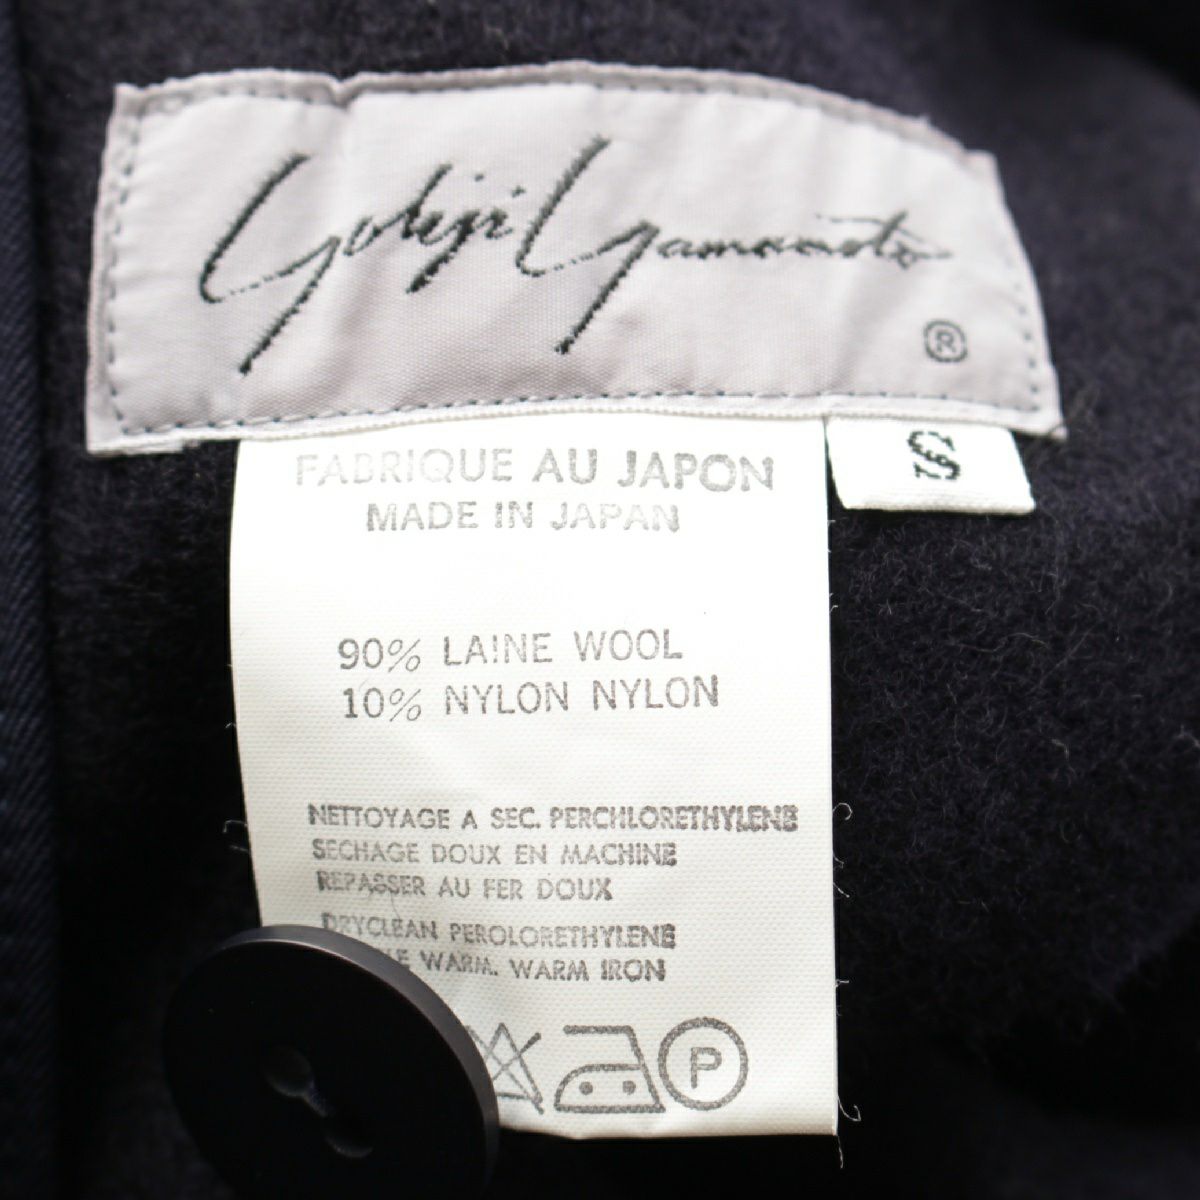 Yohji Yamamoto
®
S
FABRIQUE AU JAPON
MADE IN JAPAN
90% LAINE WOOL
10% NYLON NYLON
NETTOYAGE A SEC. PERCHLORETHYLENE
SECHAGE DOUX EN MACHINE
REPASSER AU FER DOUX
DRYCLEAN PEROLORETHYLENE
WARM. WARM IRON
P